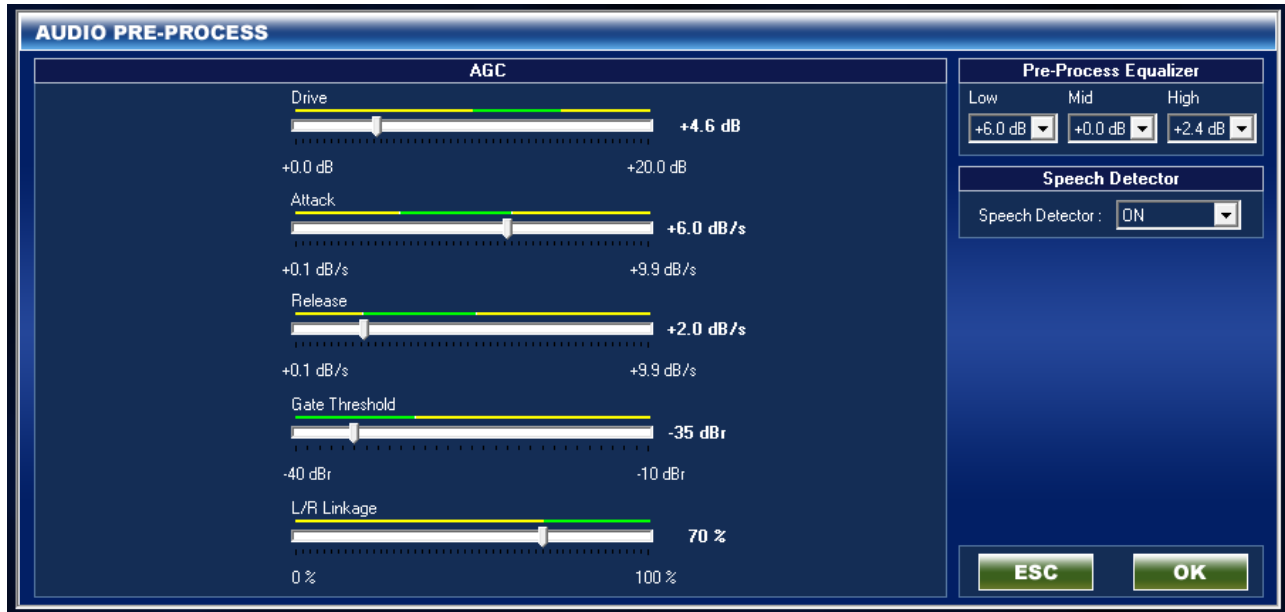 AUDIO PRE-PROCESS
AGC
Drive
+4.6 dB
+0.0 dB +20.0 dB
Attack
+6.0 dB/s
+0.1 dB/s +9.9 dB/s
Release
+2.0 dB/s
+0.1 dB/s +9.9 dB/s
Gate Threshold
-35 dBr
-40 dBr -10 dBr
L/R Linkage
70 %
0 % 100 %
Pre-Process Equalizer
Low Mid High
+6.0 dB +0.0 dB +2.4 dB
Speech Detector
Speech Detector : ON
ESC OK